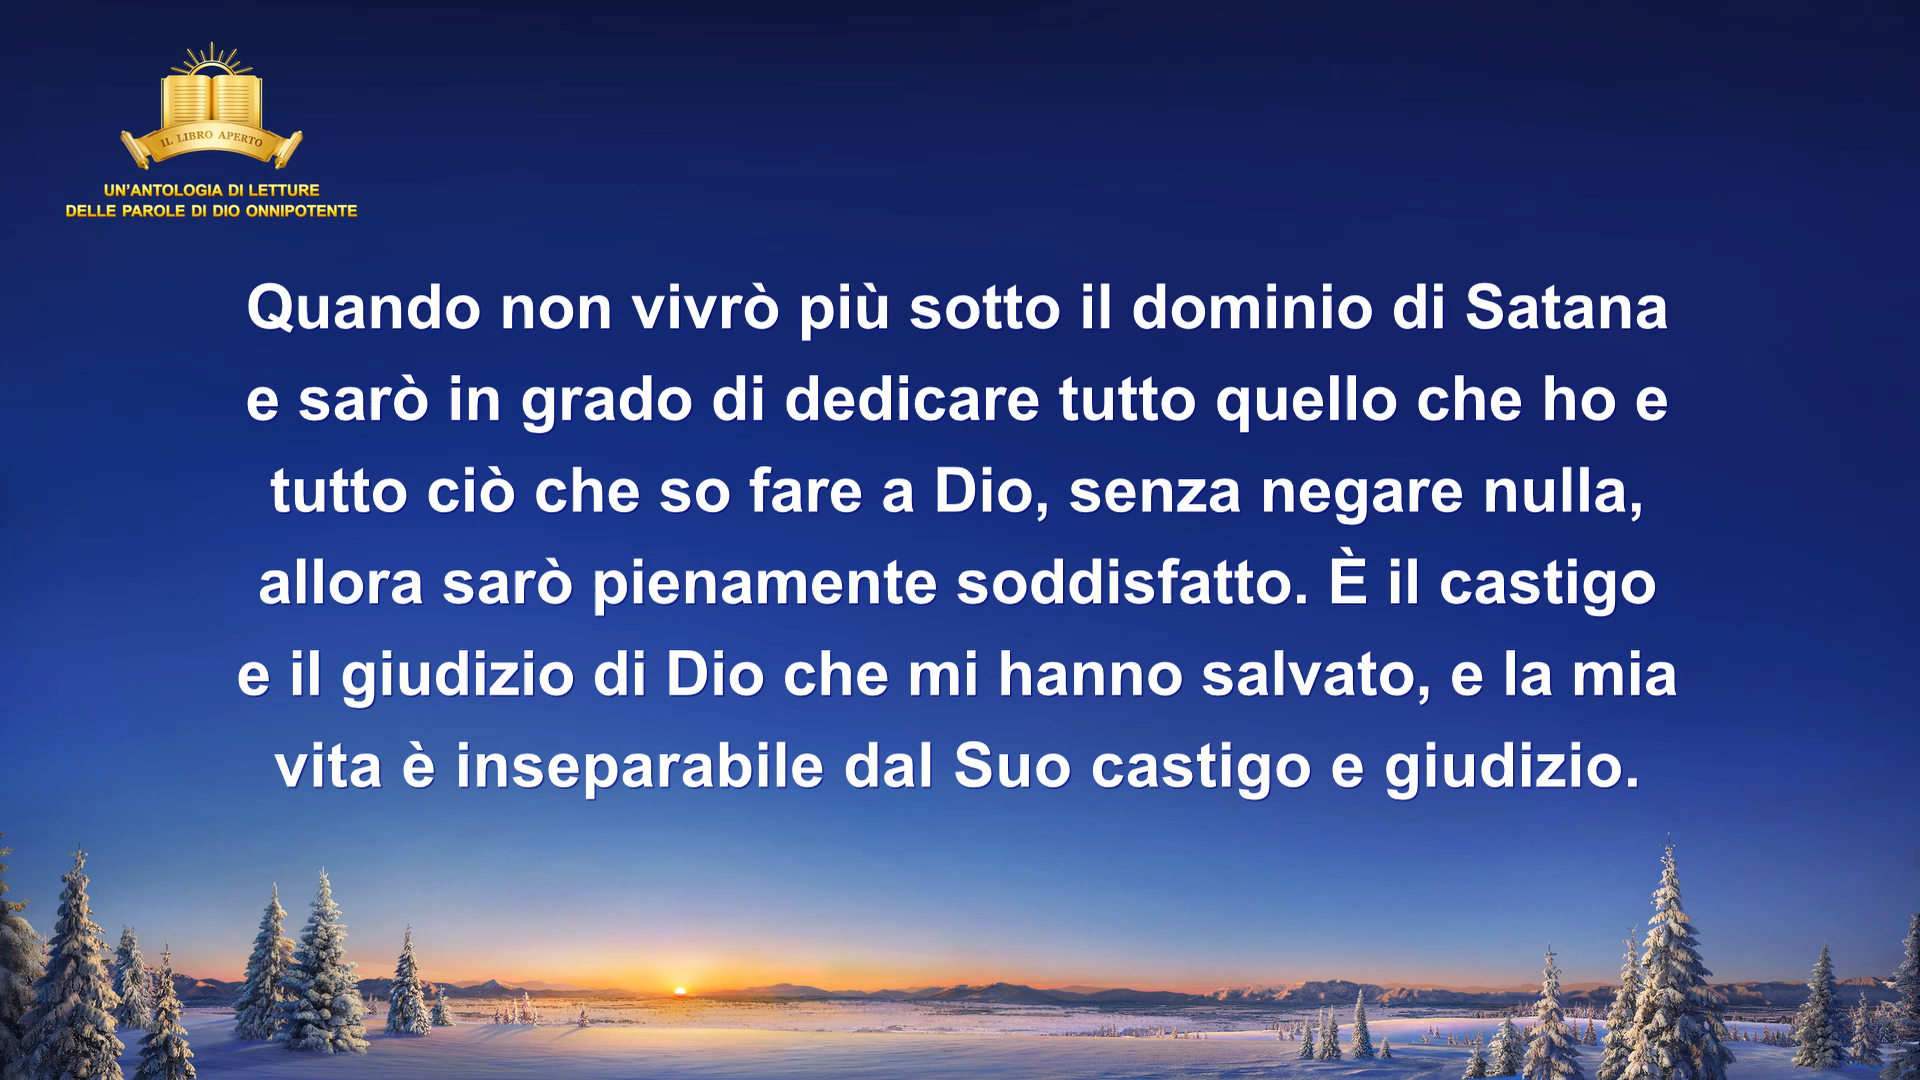 IL LIBRO APERTO
UN'ANTOLOGIA DI LETTURE
DELLE PAROLE DI DIO ONNIPOTENTE
Quando non vivrò più sotto il dominio di Satana
e sarò in grado di dedicare tutto quello che ho e
tutto ciò che so fare a Dio, senza negare nulla,
allora sarò pienamente soddisfatto. È il castigo
e il giudizio di Dio che mi hanno salvato, e la mia
vita è inseparabile dal Suo castigo e giudizio.